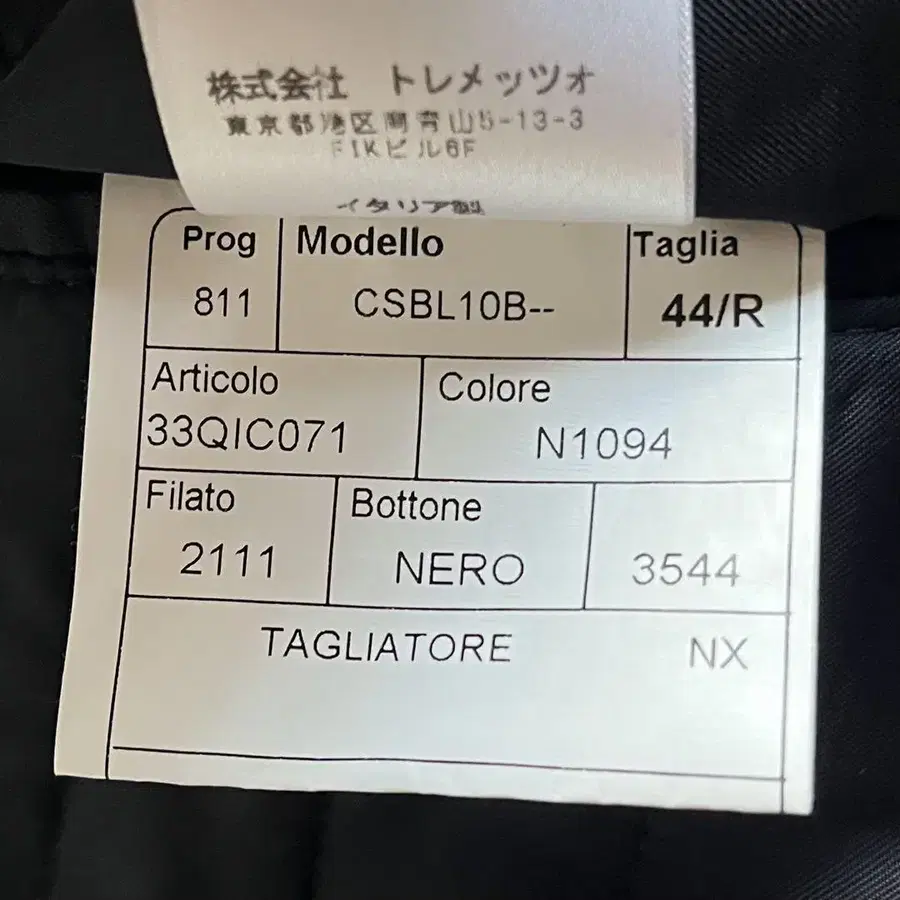 株式会社 トレメッツォ
東京都港区南青山5-13-3
FIKビル6F
イタリア製
Prog Modello Taglia
811 CSBL10B-- 44/R
Articolo Colore
33QIC071 N1094
Filato Bottone
2111 NERO 3544
TAGLIATORE NX